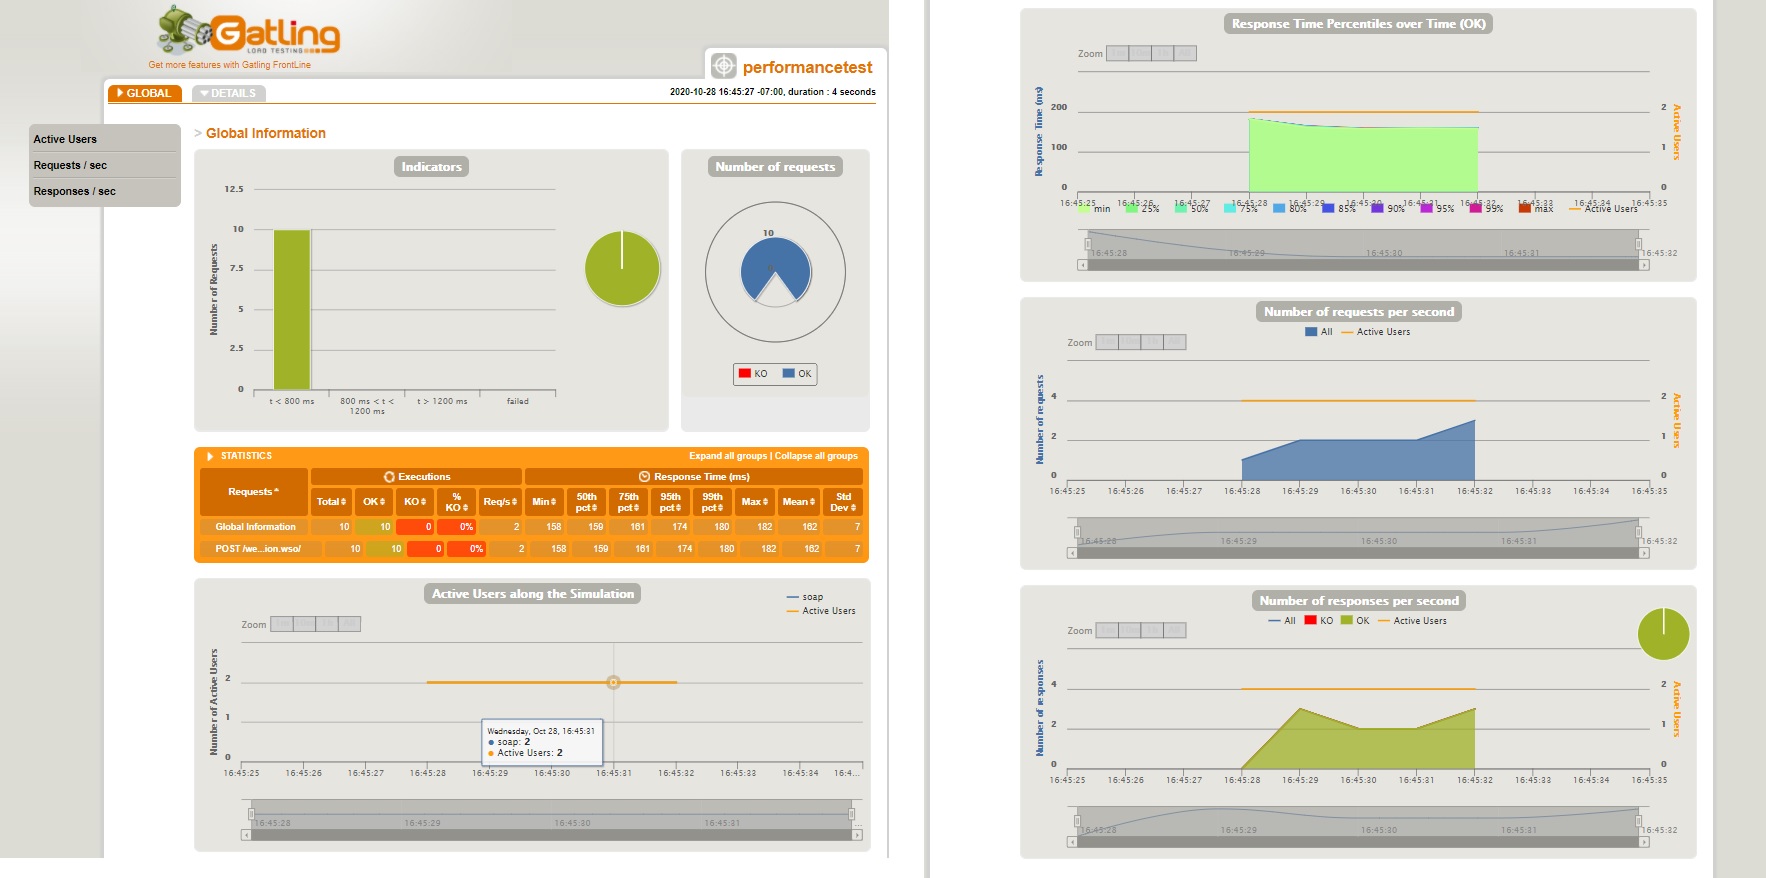 Gatling
LOAD TESTING
Get more features with Gatling FrontLine
performancetest
GLOBAL
DETAILS
2020-10-28 16:45:27 -07:00, duration : 4 seconds
Active Users
Requests / sec
Responses / sec
> Global Information
Indicators
Number of Requests
12.5
10
7.5
5
2.5
0
t < 800 ms
800 ms < t <
1200 ms
t > 1200 ms
failed
Number of requests
10
KO OK
STATISTICS
Expand all groups | Collapse all groups
Requests
Executions
Response Time (ms)
Total OK KO % KO Req/s Min 50th pct 75th pct 95th pct 99th pct Max Mean Std Dev
Global Information 10 10 0 0% 2 158 159 161 174 180 182 162 7
POST /we...ion.wso/ 10 10 0 0% 2 158 159 161 174 180 182 162 7
Active Users along the Simulation
soap
Active Users
Zoom
Number of Active Users
2
1
0
Wednesday, Oct 28, 16:45:31
soap: 2
Active Users: 2
16:45:25 16:45:26 16:45:27 16:45:28 16:45:29 16:45:30 16:45:31 16:45:32 16:45:33 16:45:34 16:4...
16:45:28 16:45:29 16:45:30 16:45:31 ...
Response Time Percentiles over Time (OK)
Zoom
Response Time (ms)
200
100
0
2
1
0
Active Users
16:45:25 16:45:26 16:45:27 16:45:28 16:45:29 16:45:30 16:45:31 16:45:32 16:45:33 16:45:34 16:45:35
min 25% 50% 75% 80% 85% 90% 95% 99% max Active Users
16:45:28 16:45:29 16:45:30 16:45:31 16:45:32
Number of requests per second
All Active Users
Zoom
Number of requests
4
2
0
2
1
0
Active Users
16:45:25 16:45:26 16:45:27 16:45:28 16:45:29 16:45:30 16:45:31 16:45:32 16:45:33 16:45:34 16:45:35
16:45:28 16:45:29 16:45:30 16:45:31 16:45:32
Number of responses per second
All KO OK Active Users
Zoom
Number of responses
4
2
0
2
1
0
Active Users
16:45:25 16:45:26 16:45:27 16:45:28 16:45:29 16:45:30 16:45:31 16:45:32 16:45:33 16:45:34 16:45:35
16:45:28 16:45:29 16:45:30 16:45:31 16:45:32